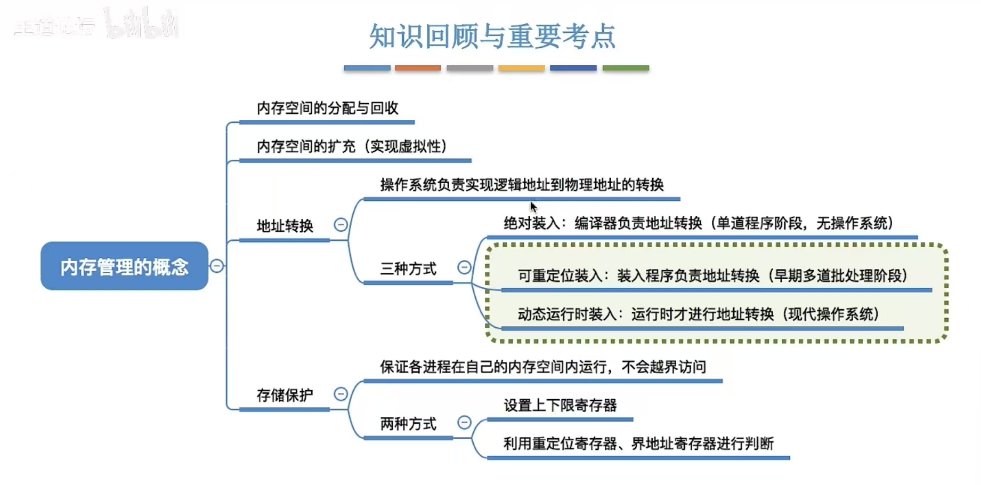 知识回顾与重要考点
内存空间的分配与回收
内存空间的扩充（实现虚拟性）
操作系统负责实现逻辑地址到物理地址的转换
地址转换
绝对装入：编译器负责地址转换（单道程序阶段，无操作系统）
三种方式
可重定位装入：装入程序负责地址转换（早期多道批处理阶段）
动态运行时装入：运行时才进行地址转换（现代操作系统）
内存管理的概念
保证各进程在自己的内存空间内运行，不会越界访问
存储保护
设置上下限寄存器
两种方式
利用重定位寄存器、界地址寄存器进行判断